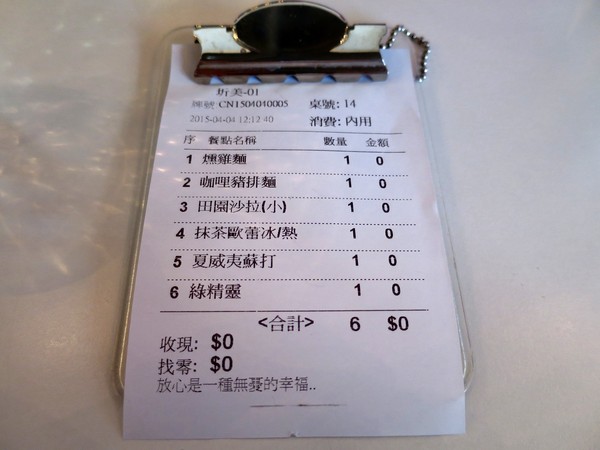 圻美-01
賬號:CN1504040005 桌號: 14
2015-04-04 12:12:40 消費: 內用
序 餐點名稱 數量 金額
1 燻雞麵 1 0
2 咖哩豬排麵 1 0
3 田園沙拉(小) 1 0
4 抹茶歐蕾冰/熱 1 0
5 夏威夷蘇打 1 0
6 綠精靈 1 0
<合計> 6 $0
收現: $0
找零: $0
放心是一種無憂的幸福..